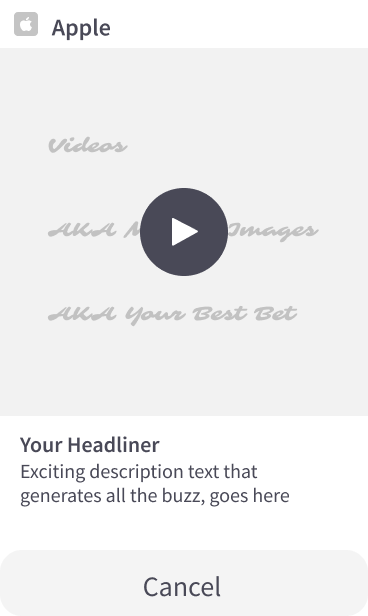 Apple
Videos
AKA Images
AKA Your Best Bet
Your Headliner
Exciting description text that
generates all the buzz, goes here
Cancel